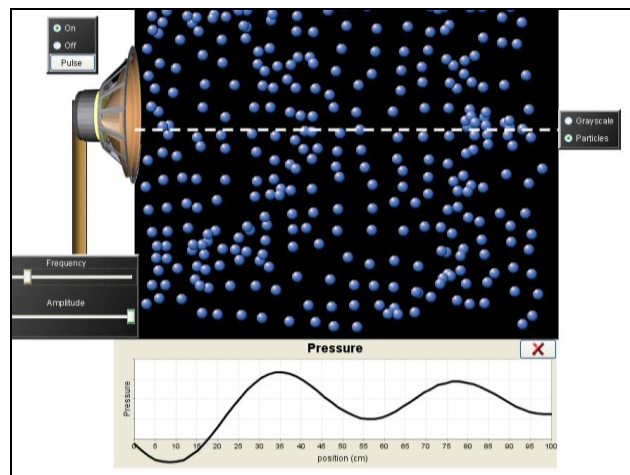 On
Off
Pulse
Grayscale
Particles
Frequency
Amplitude
Pressure
Pressure
0 5 10 15 20 25 30 35 40 45 50 55 60 65 70 75 80 85 90 95 100
position (cm)